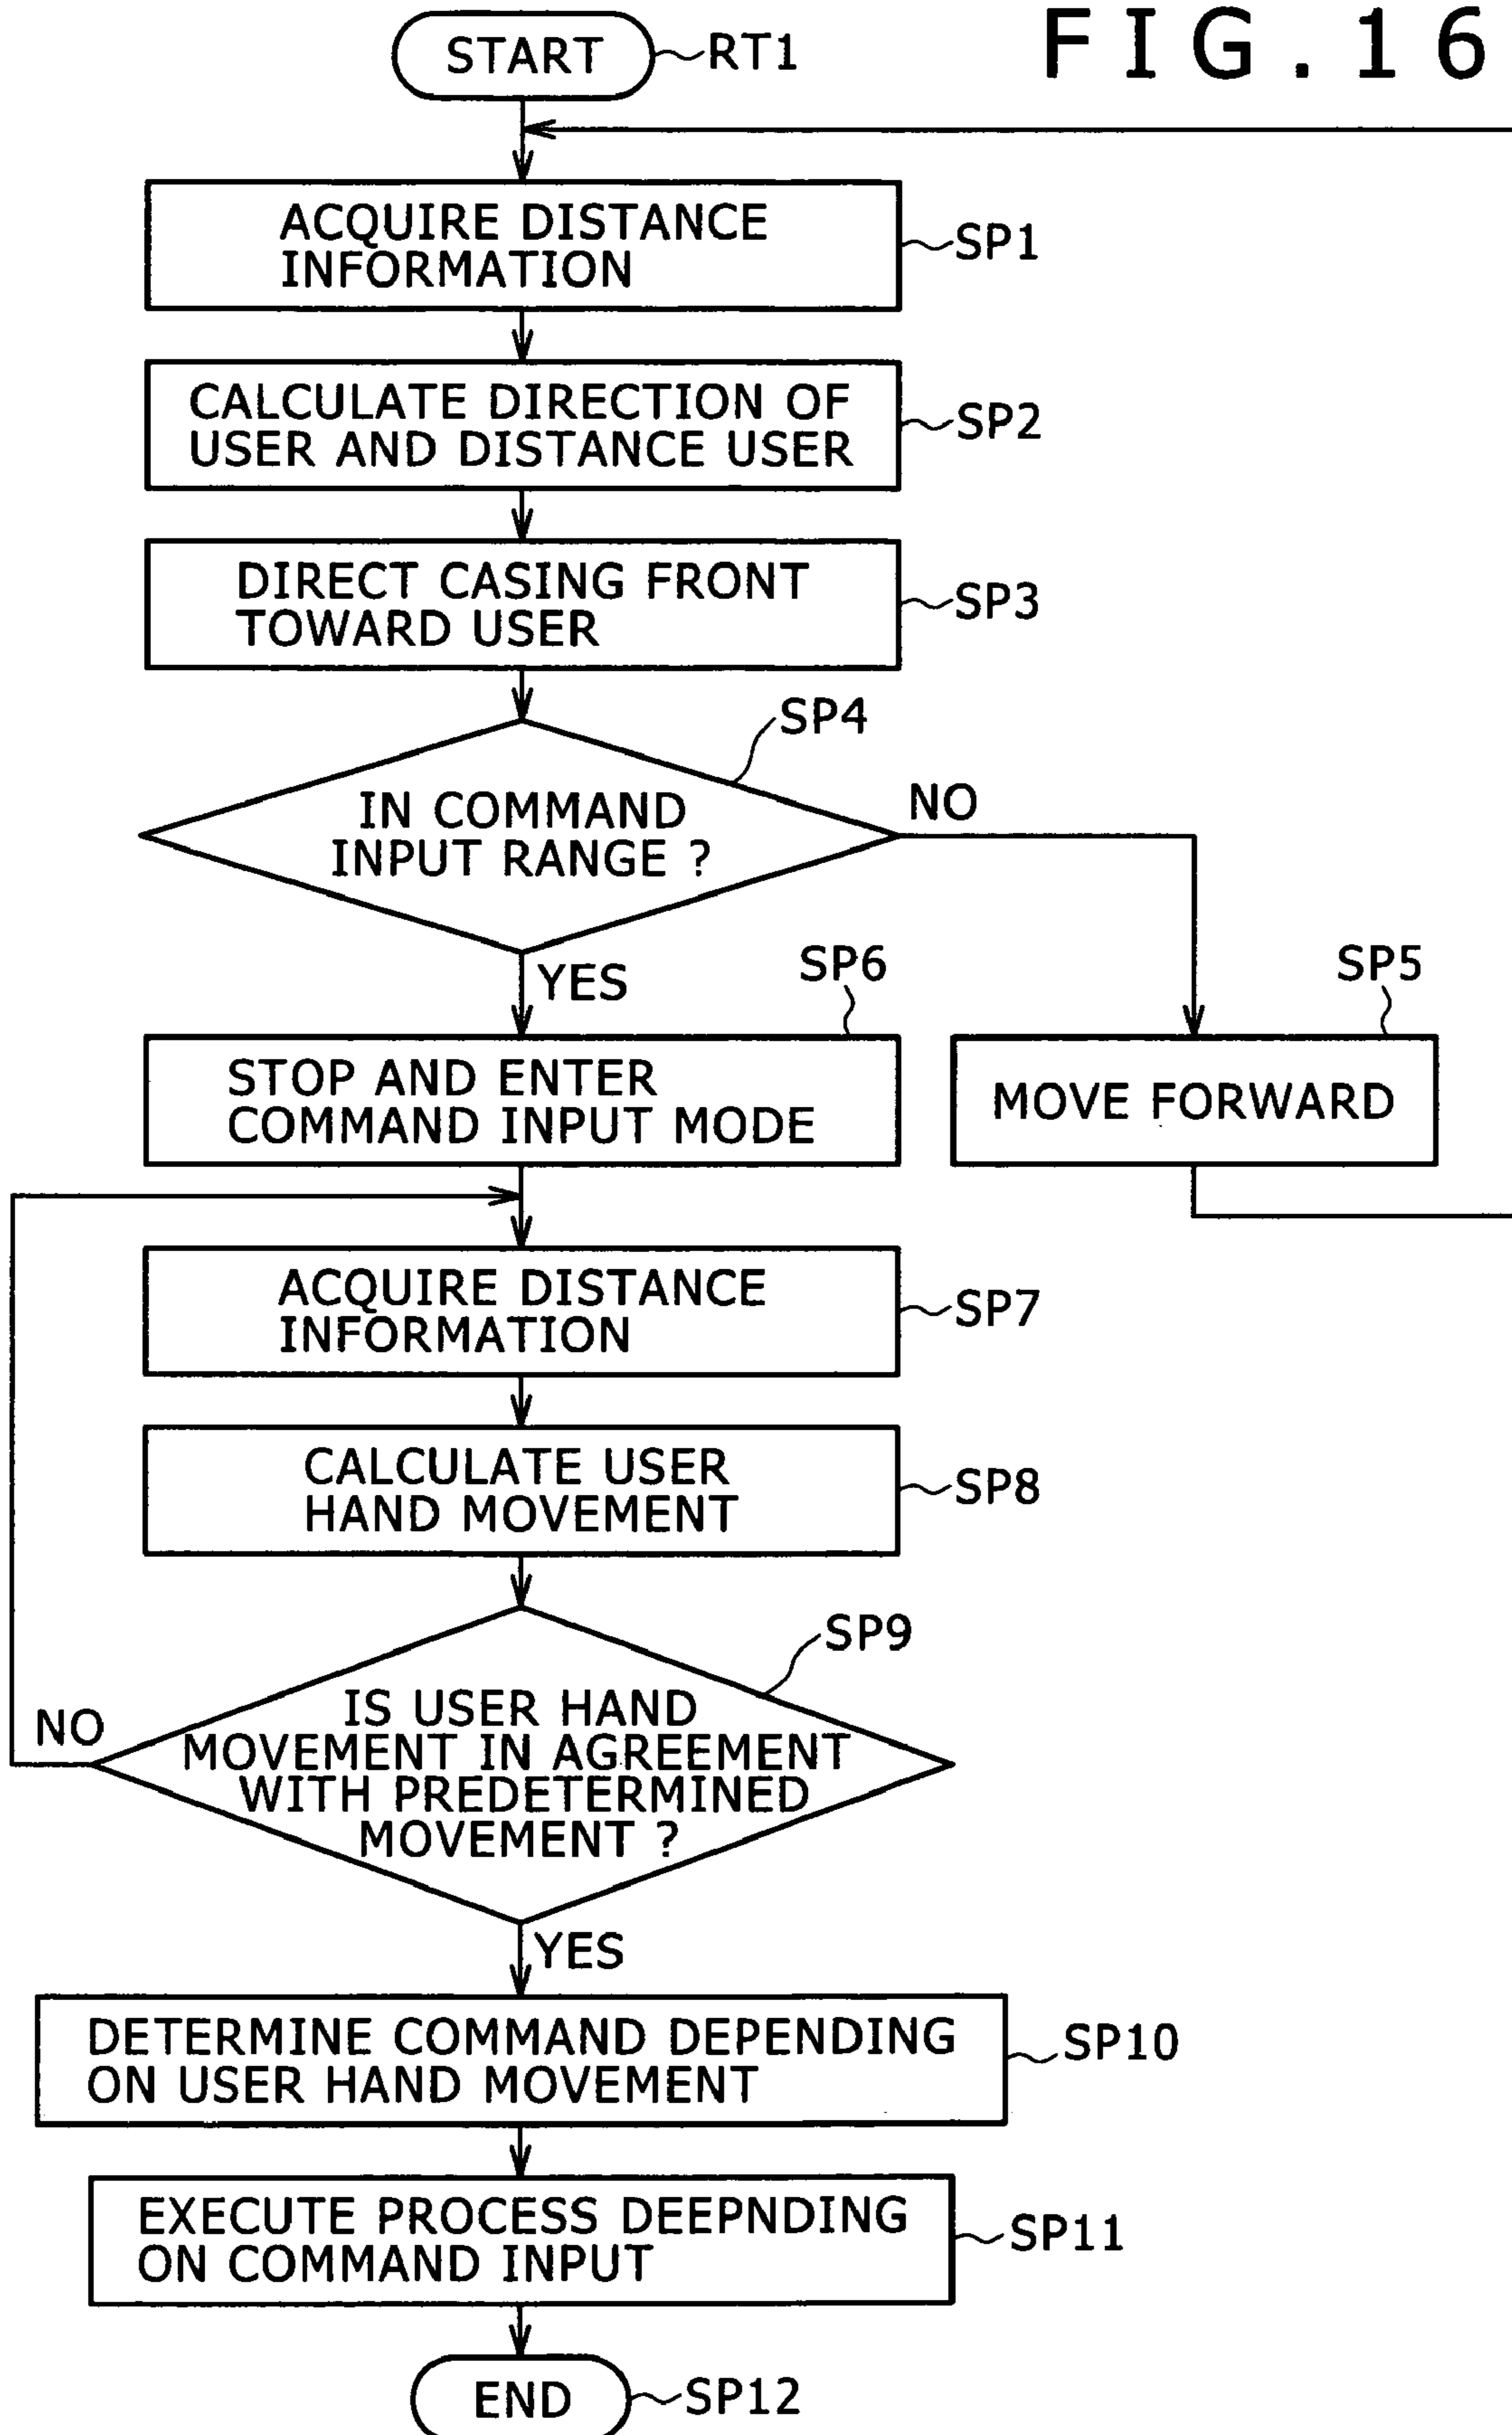 FIG.16
START
RT1
ACQUIRE DISTANCE
INFORMATION
SP1
CALCULATE DIRECTION OF
USER AND DISTANCE USER
SP2
DIRECT CASING FRONT
TOWARD USER
SP3
SP4
IN COMMAND
INPUT RANGE ?
NO
YES
SP6
SP5
STOP AND ENTER
COMMAND INPUT MODE
MOVE FORWARD
ACQUIRE DISTANCE
INFORMATION
SP7
CALCULATE USER
HAND MOVEMENT
SP8
SP9
IS USER HAND
MOVEMENT IN AGREEMENT
WITH PREDETERMINED
MOVEMENT ?
NO
YES
DETERMINE COMMAND DEPENDING
ON USER HAND MOVEMENT
SP10
EXECUTE PROCESS DEEPNDING
ON COMMAND INPUT
SP11
END
SP12